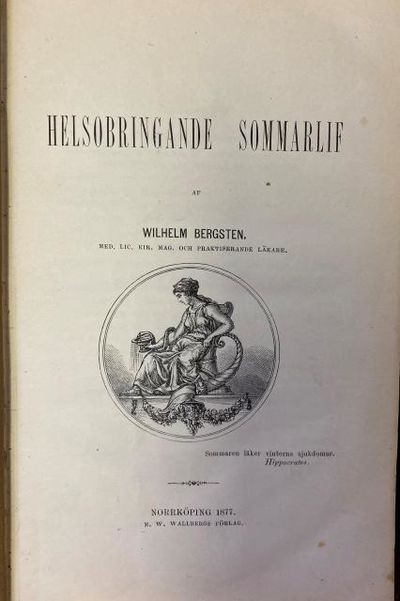 HELSOBRINGANDE SOMMARLIF
AF
WILHELM BERGSTEN.
MED. LIC. KIR. MAG. OCH PRAKTISERANDE LÄKARE.
Sommaren läker vinterns sjukdomar.
Hippocrates.
NORRKÖPING 1877.
M. W. WALLBERGS FÖRLAG.